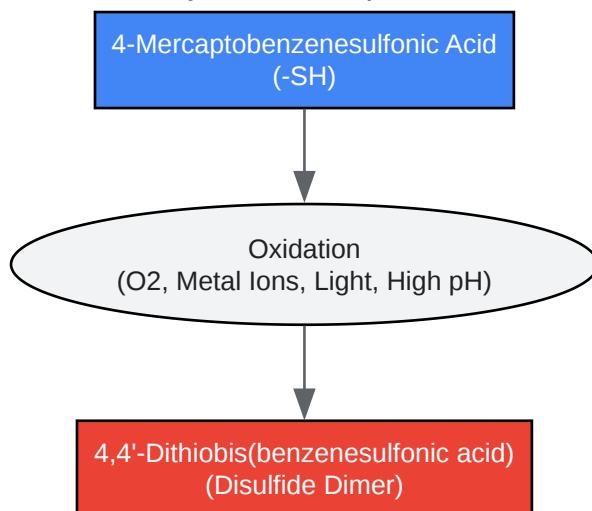 4-Mercaptobenzenesulfonic Acid
(-SH)
Oxidation
(O2, Metal Ions, Light, High pH)
4,4'-Dithiobis(benzenesulfonic acid)
(Disulfide Dimer)